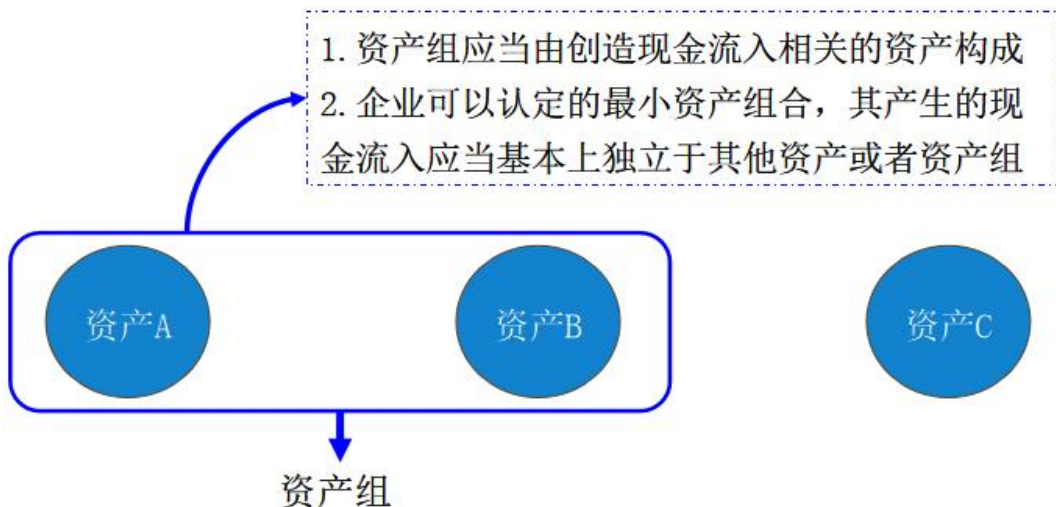 1. 资产组应当由创造现金流入相关的资产构成
2. 企业可以认定的最小资产组合，其产生的现
金流入应当基本上独立于其他资产或者资产组
资产A
资产B
资产C
资产组